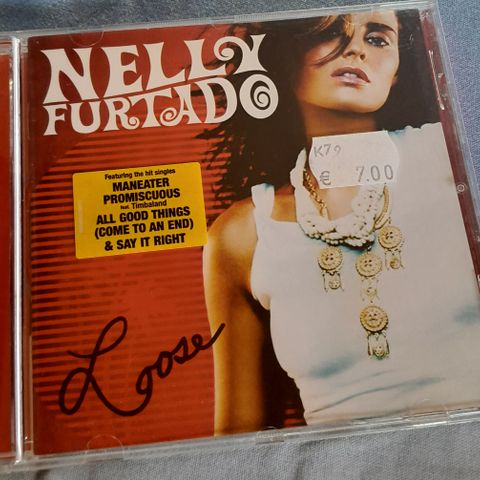 NELLY
FURTADO
K79
€ 7.00
Featuring the hit singles
MANEATER
PROMISCUOUS
feat. Timbaland
ALL GOOD THINGS
(COME TO AN END)
& SAY IT RIGHT
Loose